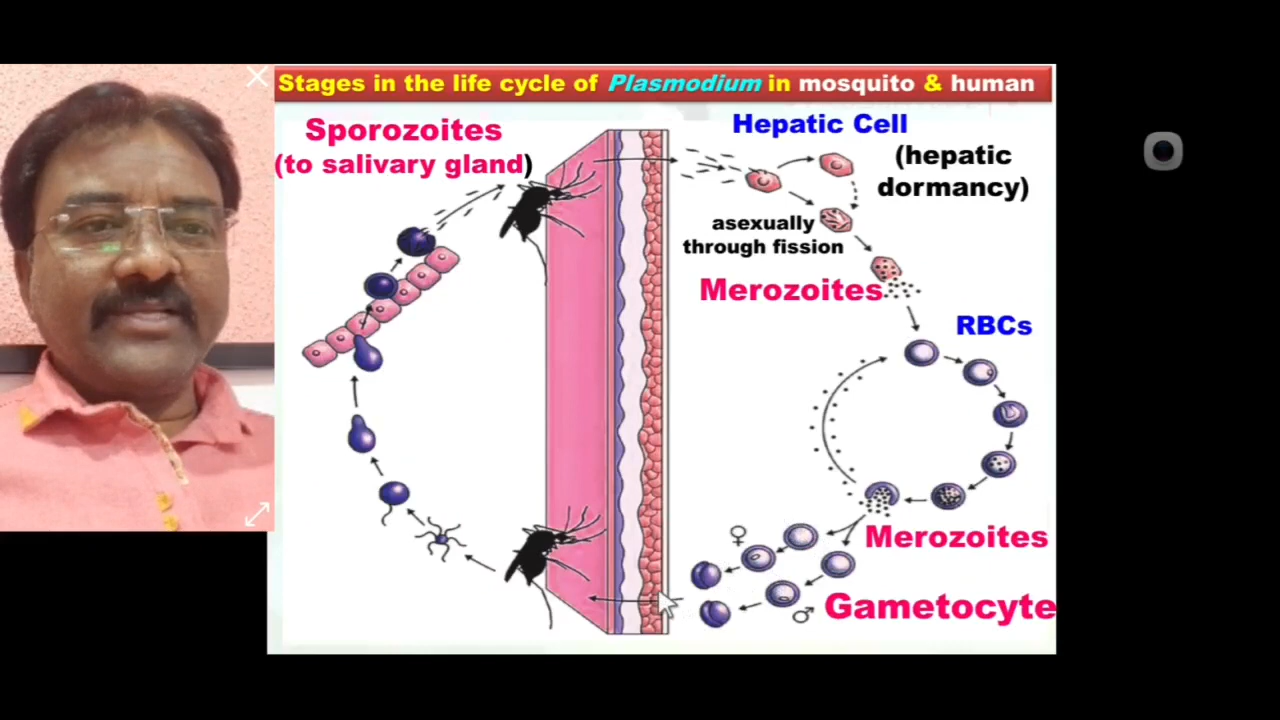 Stages in the life cycle of Plasmodium in mosquito & human
Sporozoites
(to salivary gland)
Hepatic Cell
(hepatic
dormancy)
asexually
through fission
Merozoites
RBCs
Merozoites
♀
♂
Gametocyte